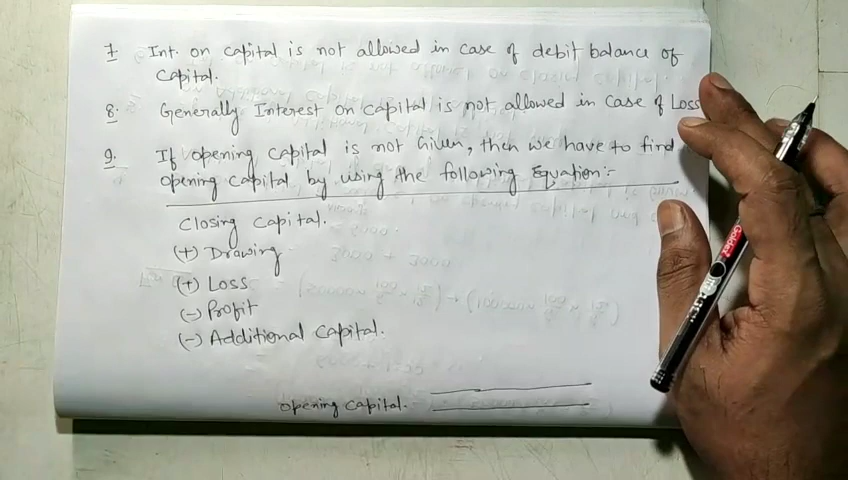 7. Int. on capital is not allowed in case of debit balance of
capital.
8. Generally Interest on capital is not allowed in case of Loss
9. If opening capital is not Given, then we have to find
opening capital by using the following Equation:-
closing capital.
(+) Drawing
(+) Loss
(-) Profit
(-) Additional capital.
opening capital.